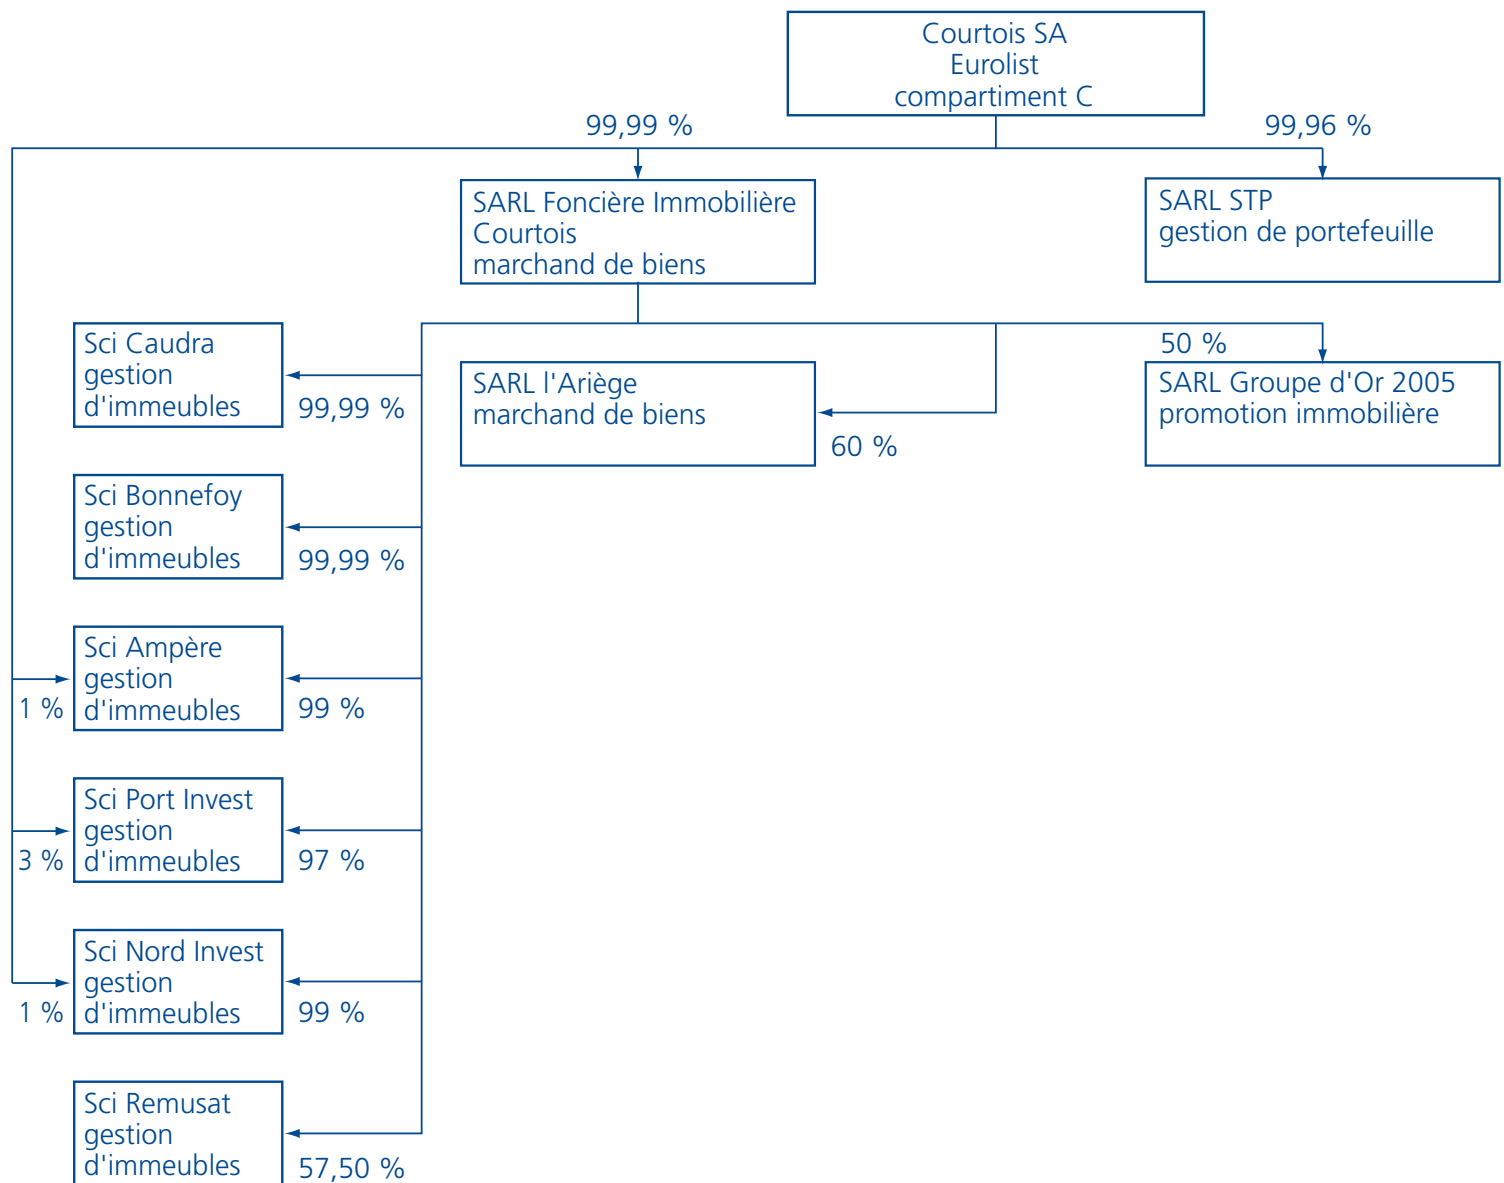 Courtois SA
Eurolist
compartiment C
99,99 %
99,96 %
SARL Foncière Immobilière
Courtois
marchand de biens
SARL STP
gestion de portefeuille
Sci Caudra
gestion
d'immeubles
99,99 %
SARL l'Ariège
marchand de biens
60 %
50 %
SARL Groupe d'Or 2005
promotion immobilière
Sci Bonnefoy
gestion
d'immeubles
99,99 %
Sci Ampère
gestion
d'immeubles
1 %
99 %
Sci Port Invest
gestion
d'immeubles
3 %
97 %
Sci Nord Invest
gestion
d'immeubles
1 %
99 %
Sci Remusat
gestion
d'immeubles
57,50 %